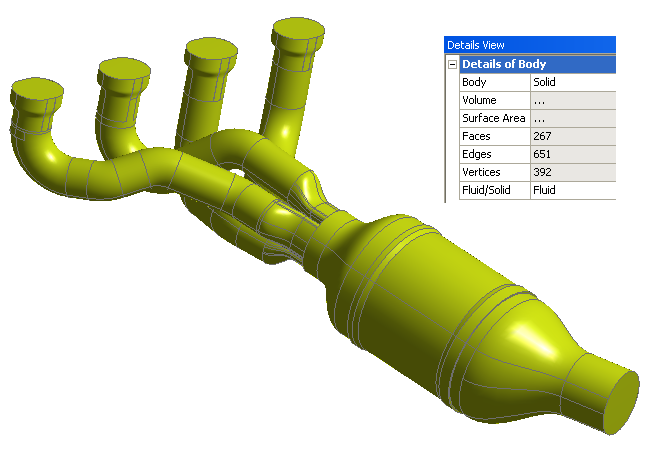 Details View
Details of Body
Body Solid
Volume ...
Surface Area ...
Faces 267
Edges 651
Vertices 392
Fluid/Solid Fluid